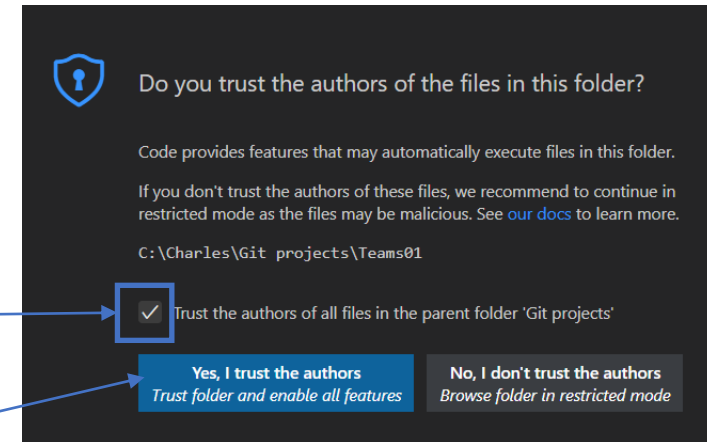 Do you trust the authors of the files in this folder?
Code provides features that may automatically execute files in this folder.
If you don't trust the authors of these files, we recommend to continue in
restricted mode as the files may be malicious. See our docs to learn more.
C:\Charles\Git projects\Teams01
Trust the authors of all files in the parent folder 'Git projects'
Yes, I trust the authors
Trust folder and enable all features
No, I don't trust the authors
Browse folder in restricted mode